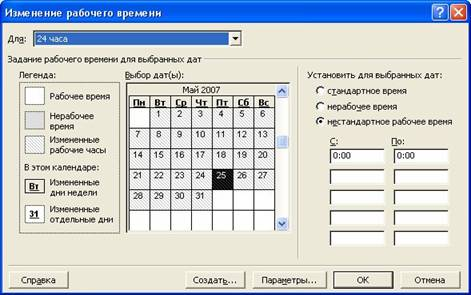 Изменение рабочего времени
Для: 24 часа
Задание рабочего времени для выбранных дат
Легенда:
Рабочее время
Нерабочее
время
Измененные
рабочие часы
В этом календаре:
Вт Измененные
дни недели
31 Измененные
отдельные дни
Выбор дат(ы):
Май 2007
Пн Вт Ср Чт Пт Сб Вс
1 2 3 4 5 6
7 8 9 10 11 12 13
14 15 16 17 18 19 20
21 22 23 24 25 26 27
28 29 30 31
Установить для выбранных дат:
стандартное время
нерабочее время
нестандартное рабочее время
С: По:
0:00 0:00
Справка Создать... Параметры... ОК Отмена